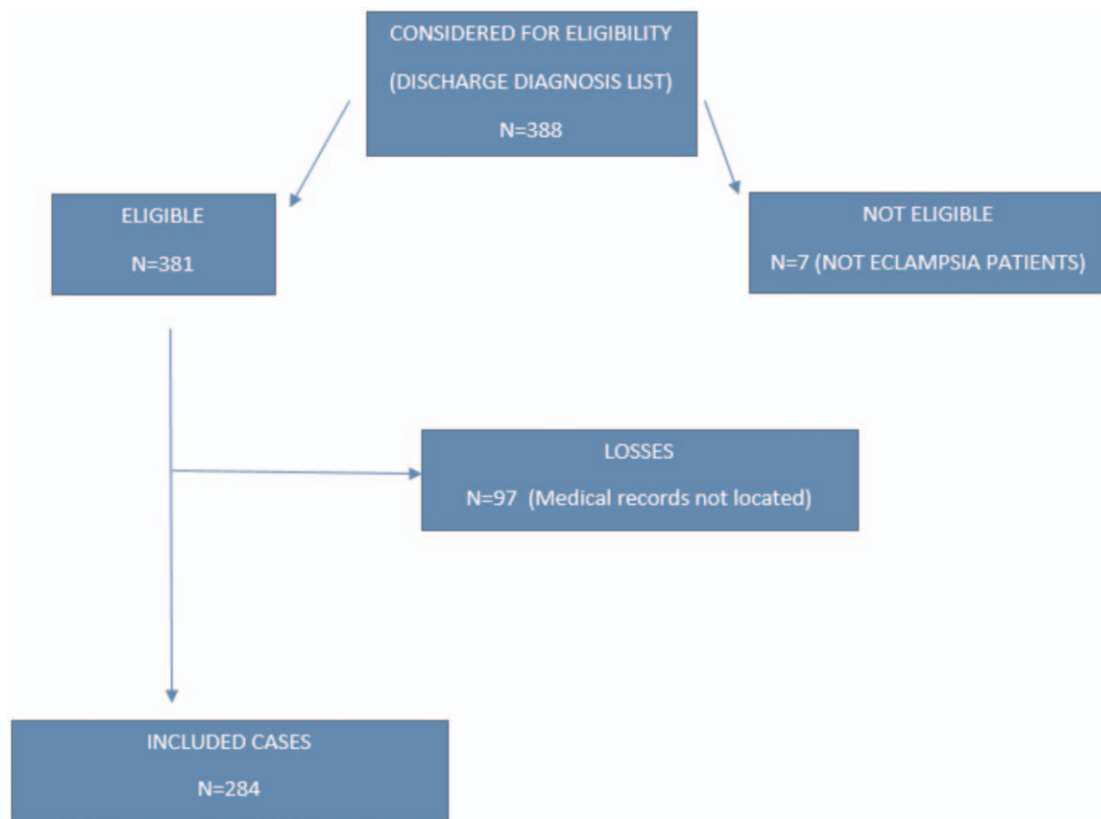 CONSIDERED FOR ELIGIBILITY
(DISCHARGE DIAGNOSIS LIST)
N=388
ELIGIBLE
N=381
NOT ELIGIBLE
N=7 (NOT ECLAMPSIA PATIENTS)
LOSSES
N=97 (Medical records not located)
INCLUDED CASES
N=284